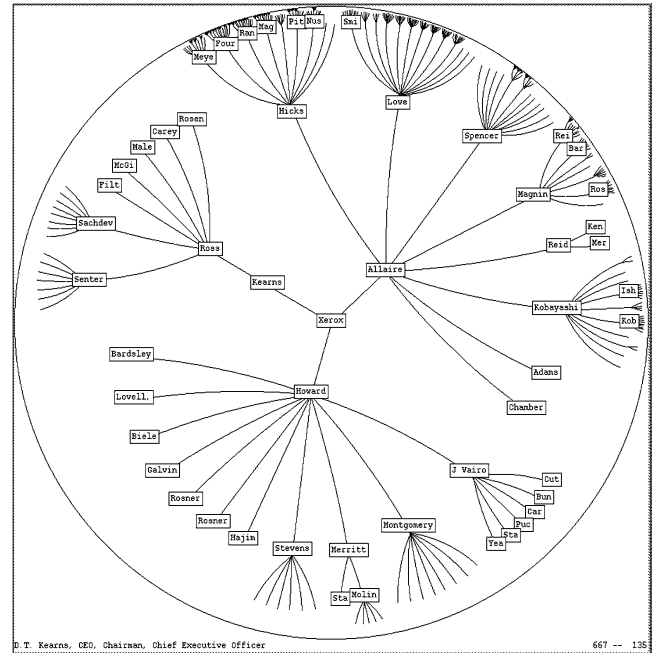 Pit
Nus
Smi
Mag
Ran
Four
Meye
Hicks
Love
Rosen
Carey
Male
McGi
Filt
Spencer
Rei
Bar
Magnin
Ros
Sachdev
Ross
Ken
Reid
Mer
Allaire
Senter
Kearns
Ish
Kobayashi
Kob
Xerox
Bardsley
Adams
Howard
Lovell.
Chamber
Biele
Galvin
J Vairo
Cut
Rosner
Bun
Car
Rosner
Montgomery
Puc
Sta
Hajim
Yea
Stevens
Merritt
Sta
Molin
D.T. Kearns, CEO, Chairman, Chief Executive Officer
667 -- 135